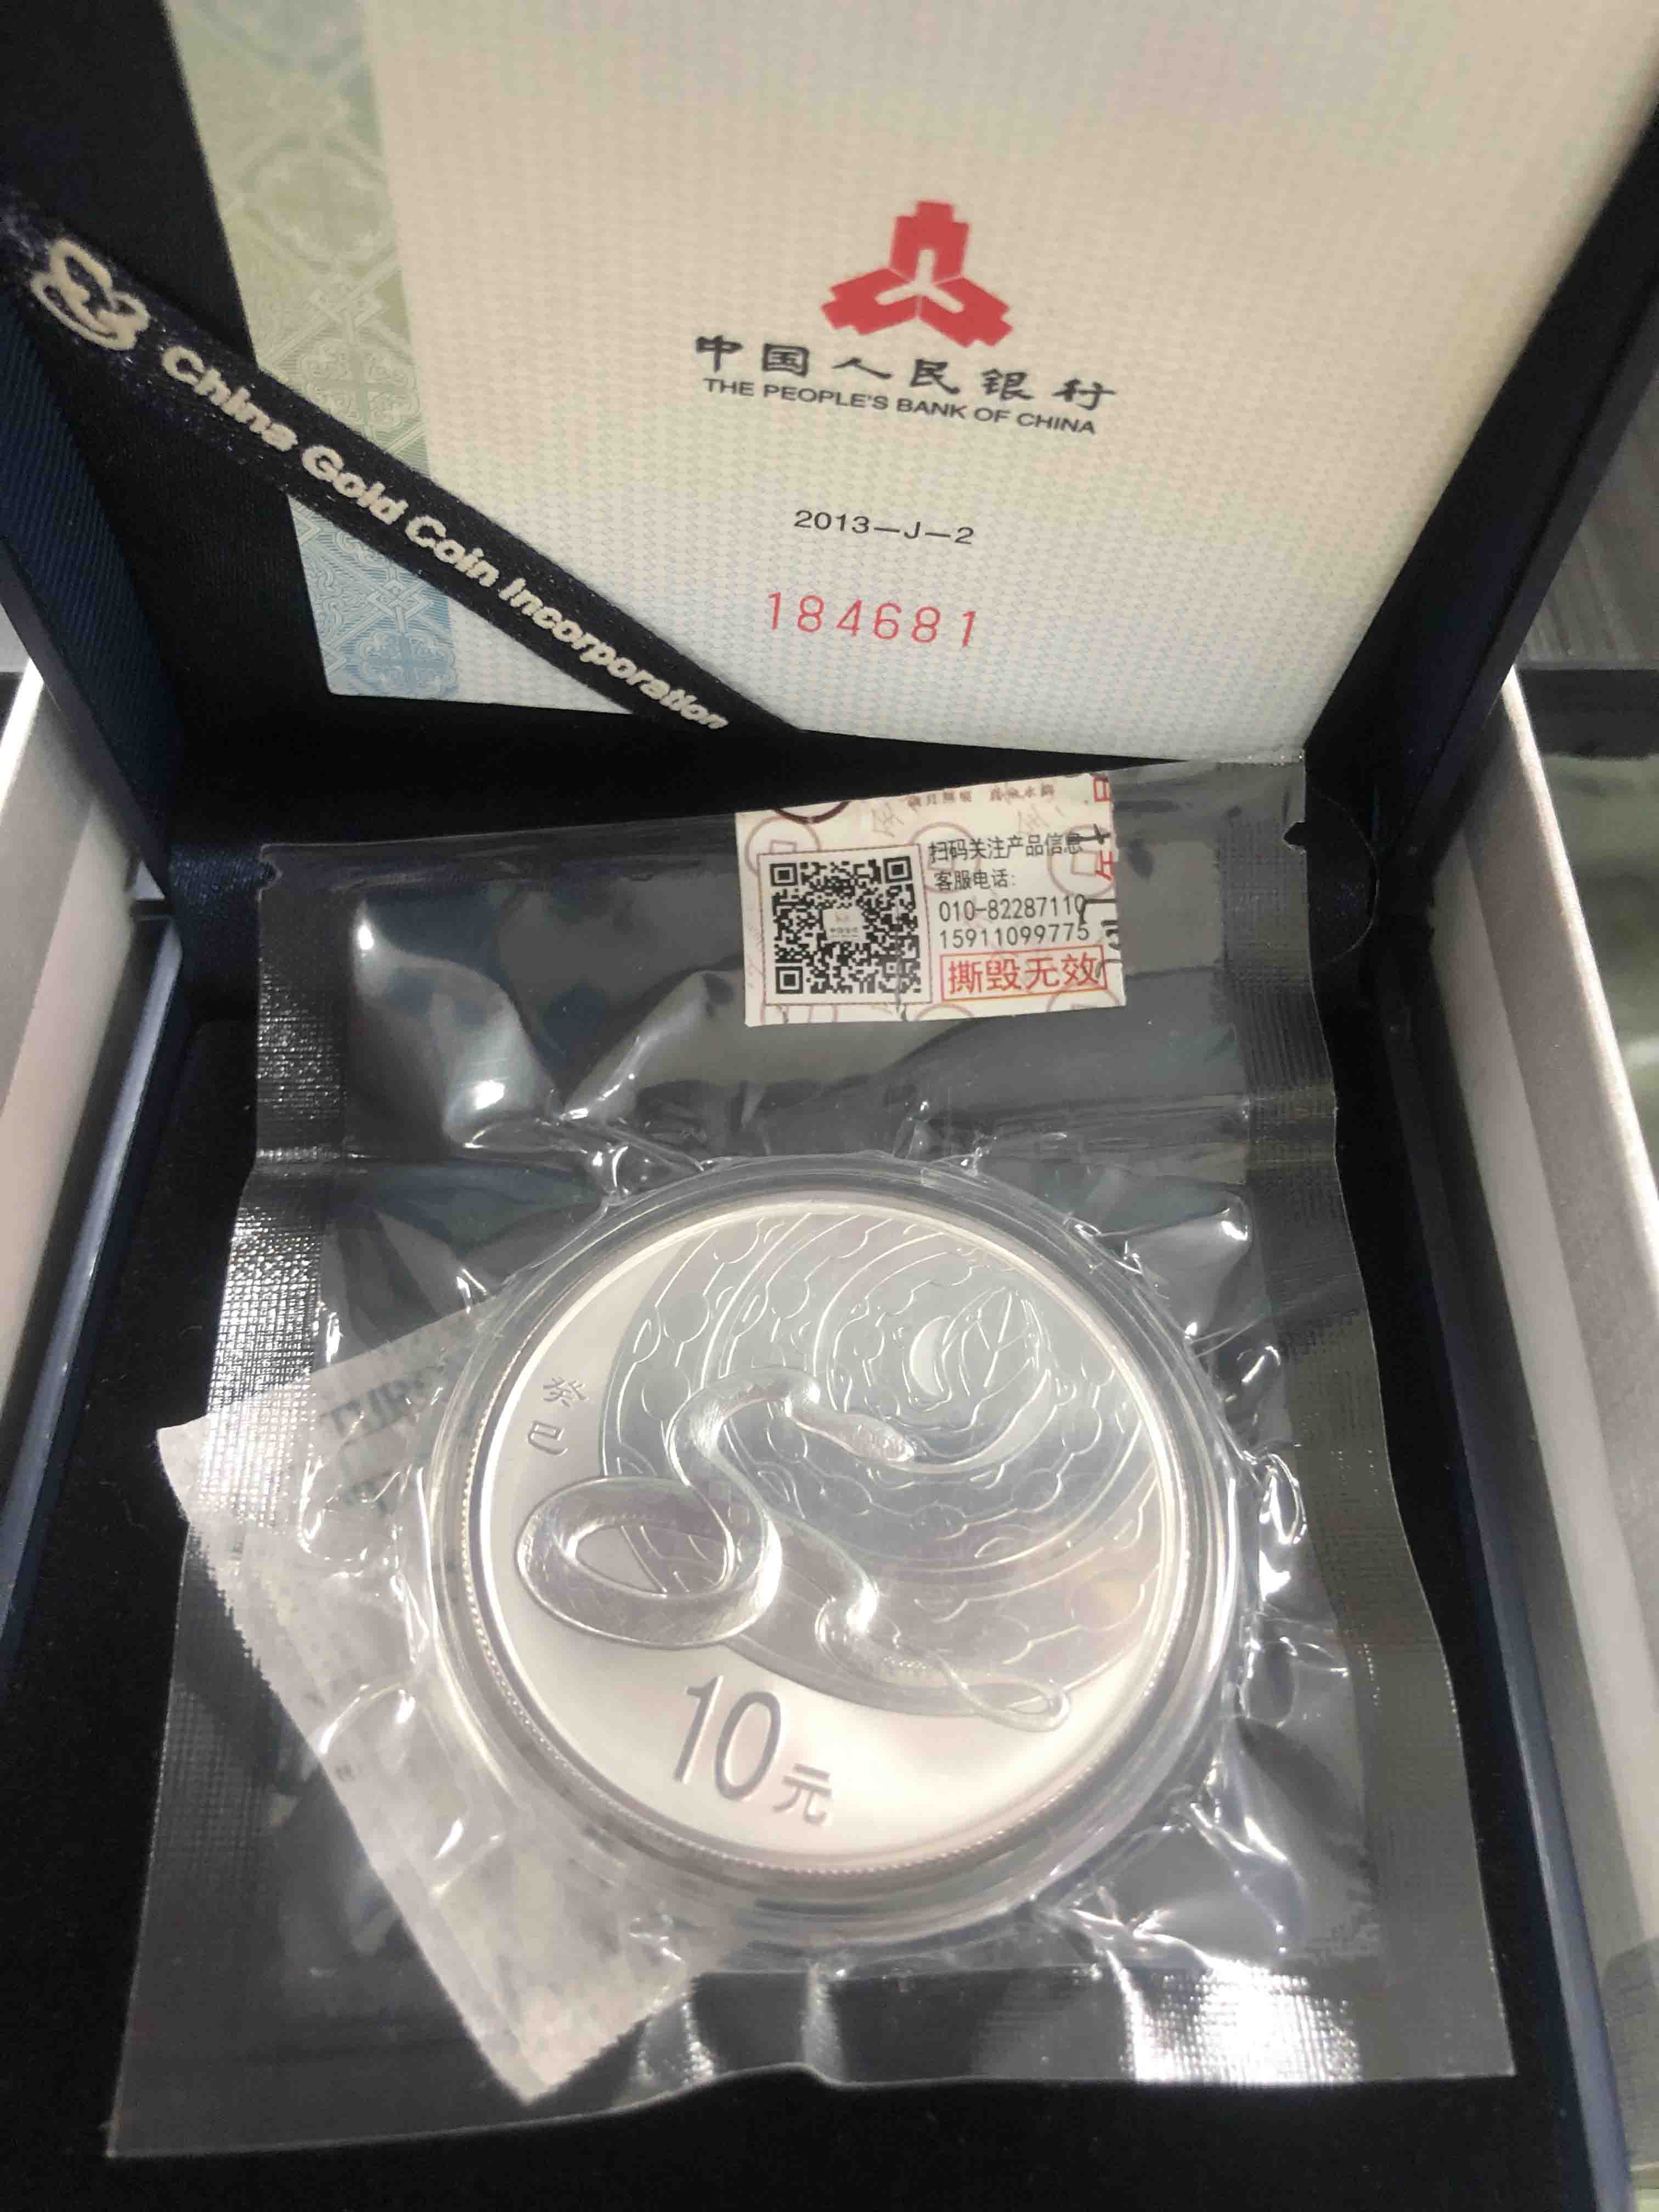 中国人民银行
THE PEOPLE'S BANK OF CHINA
2013—J—2
184681
China Gold Coin Incorporation
扫码关注产品信息
客服电话:
010-82287110
15911099775
撕毁无效
癸巳
10元